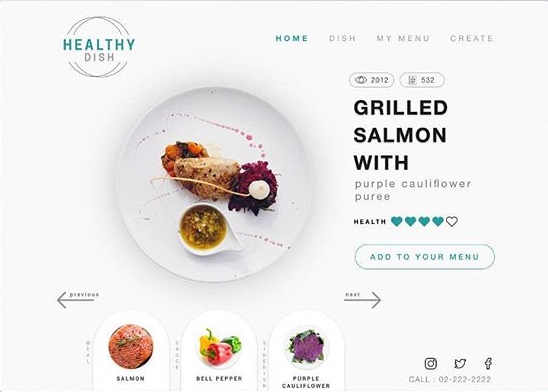 HEALTHY
DISH
HOME DISH MY MENU CREATE
2012 532
GRILLED
SALMON
WITH
purple cauliflower
puree
HEALTH
ADD TO YOUR MENU
previous
next
MEAL
SALMON
SAUCE
BELL PEPPER
SIDEDISH
PURPLE
CAULIFLOWER
CALL : 02-222-2222